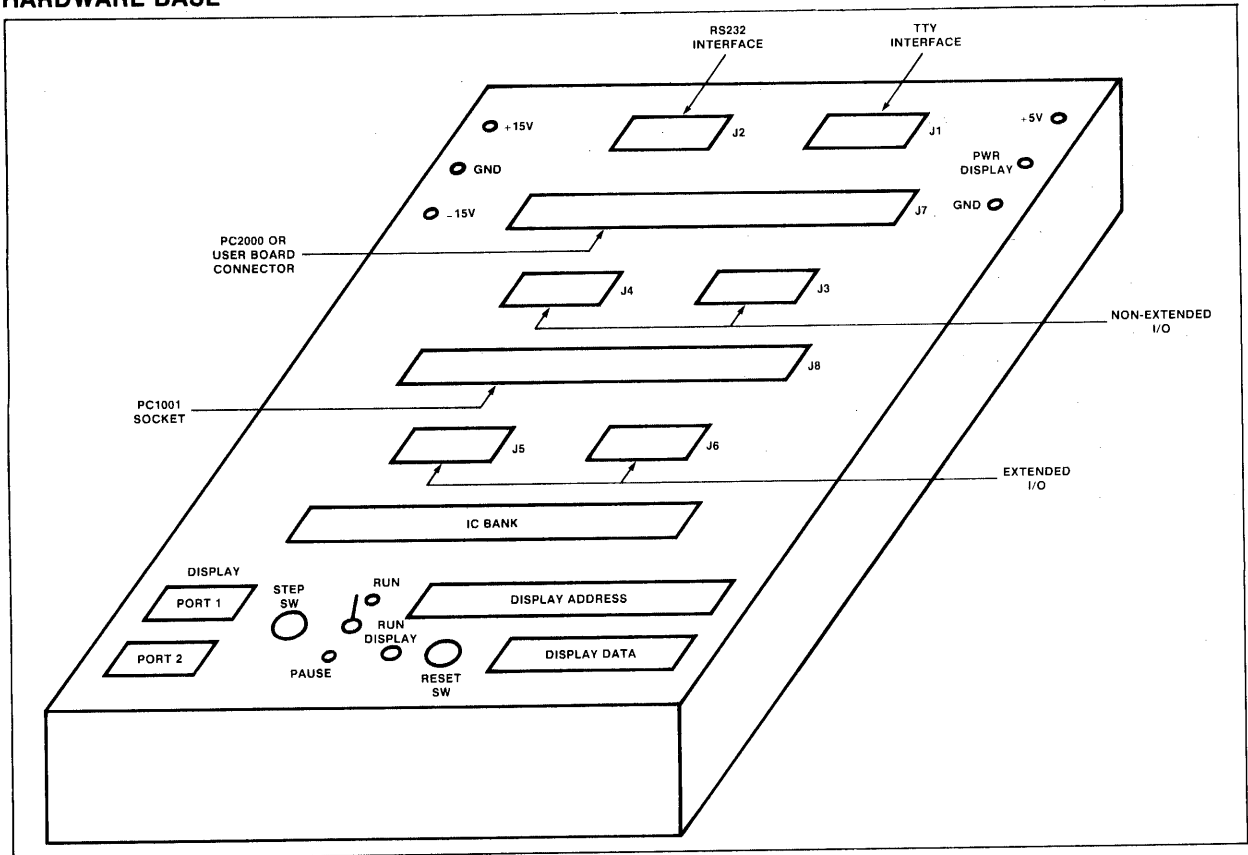 HARDWARE BASE
RS232
INTERFACE
TTY
INTERFACE
+15V
J2
J1
+5V
GND
PWR
DISPLAY
–15V
J7
GND
PC2000 OR
USER BOARD
CONNECTOR
J4
J3
NON-EXTENDED
I/O
J8
PC1001
SOCKET
J5
J6
EXTENDED
I/O
IC BANK
DISPLAY
PORT 1
STEP
SW
RUN
DISPLAY ADDRESS
RUN
DISPLAY
PORT 2
PAUSE
RESET
SW
DISPLAY DATA